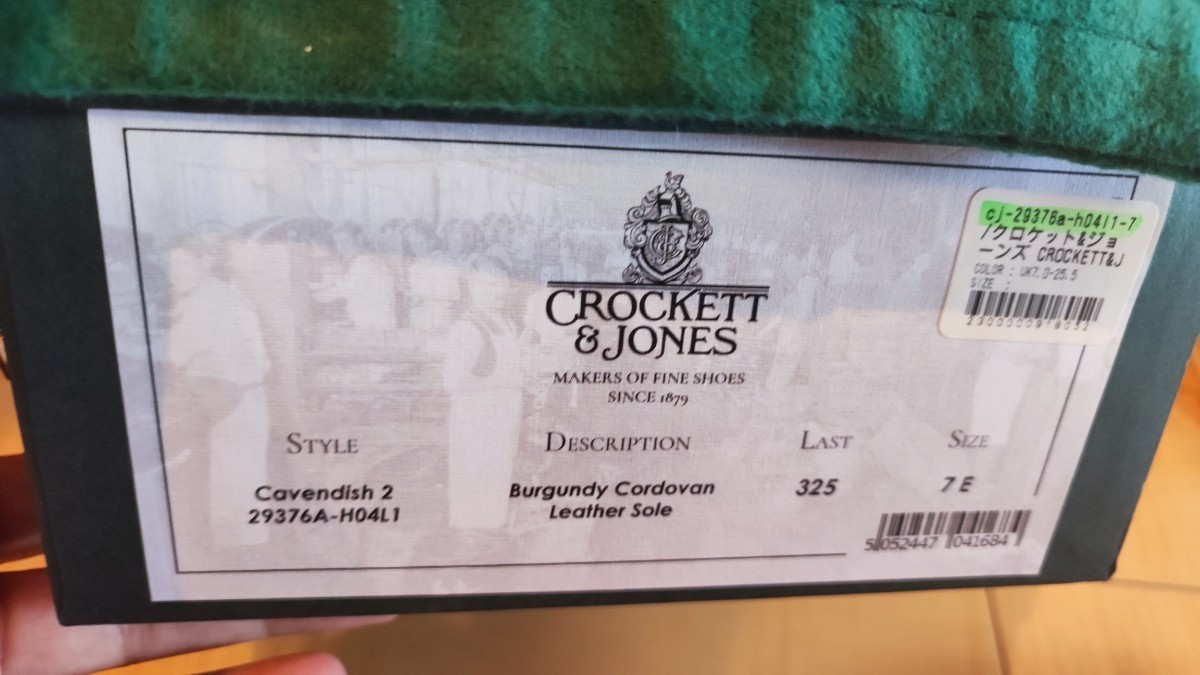 CROCKETT
& JONES
MAKERS OF FINE SHOES
SINCE 1879
STYLE
DESCRIPTION
LAST
SIZE
Cavendish 2
29376A-H04L1
Burgundy Cordovan
Leather Sole
325
7 E
5 052447 041684
cj-29376a-h04l1-7
/クロケット&ジョ
ーンズ CROCKETT&J
COLOR : UK7.0-25.5
SIZE :
2300000918052